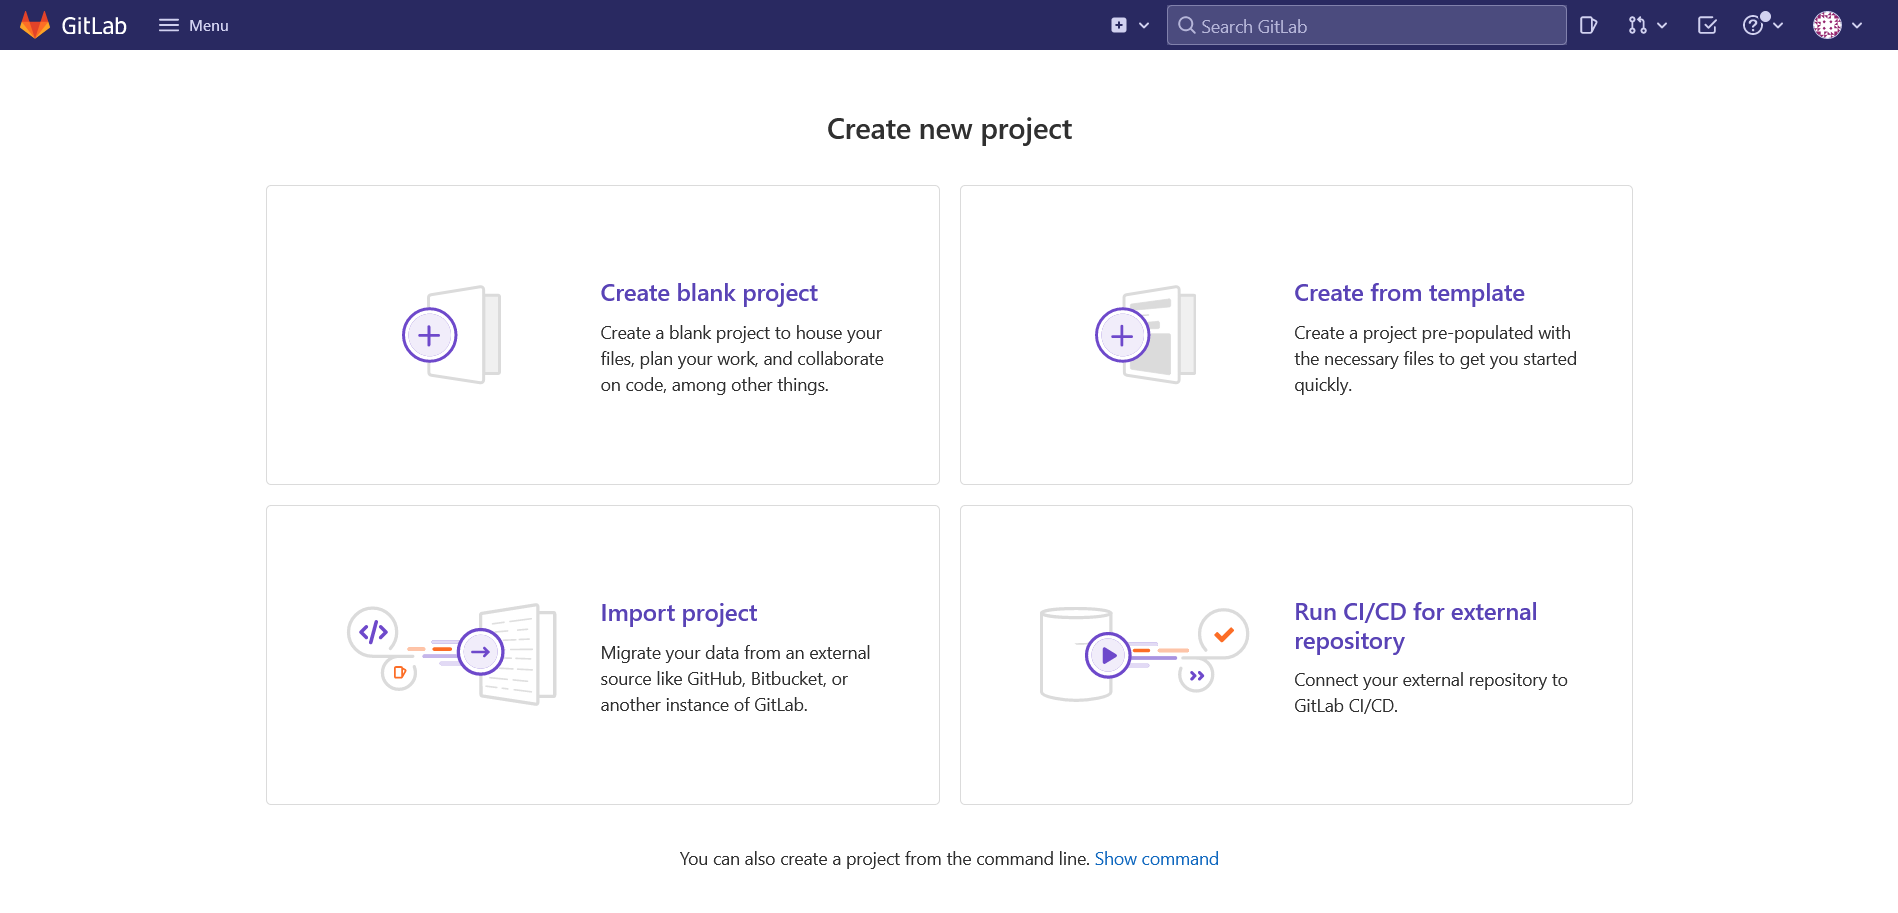 GitLab
Menu
Search GitLab
Create new project
Create blank project
Create a blank project to house your
files, plan your work, and collaborate
on code, among other things.
Create from template
Create a project pre-populated with
the necessary files to get you started
quickly.
Import project
Migrate your data from an external
source like GitHub, Bitbucket, or
another instance of GitLab.
Run CI/CD for external
repository
Connect your external repository to
GitLab CI/CD.
You can also create a project from the command line. Show command